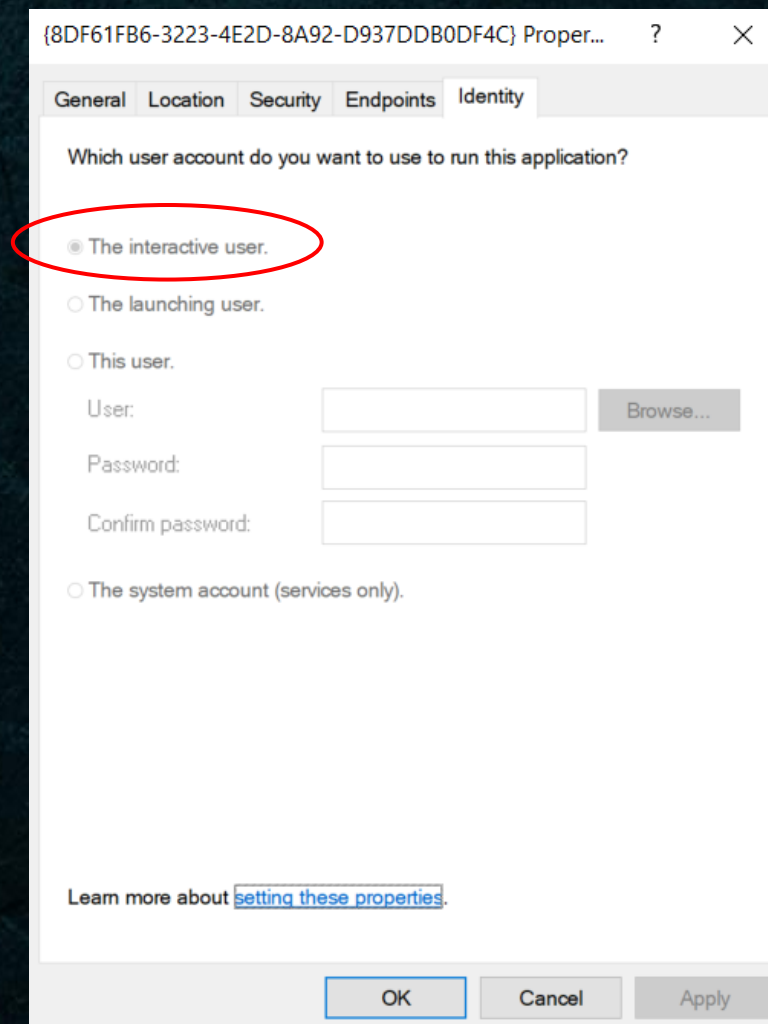 {8DF61FB6-3223-4E2D-8A92-D937DDB0DF4C} Proper... ?
General Location Security Endpoints Identity
Which user account do you want to use to run this application?
The interactive user.
The launching user.
This user.
User: Browse...
Password:
Confirm password:
The system account (services only).
Learn more about setting these properties.
OK Cancel Apply